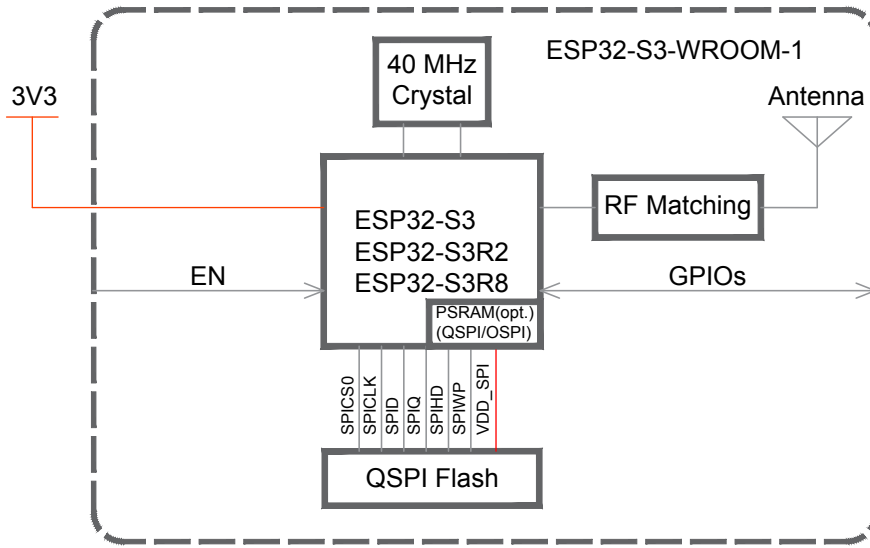 ESP32-S3-WROOM-1
40 MHz
Crystal
3V3
Antenna
RF Matching
ESP32-S3
ESP32-S3R2
ESP32-S3R8
EN
GPIOs
PSRAM(opt.)
(QSPI/OSPI)
SPICS0
SPICLK
SPID
SPIQ
SPIHD
SPIWP
VDD_SPI
QSPI Flash